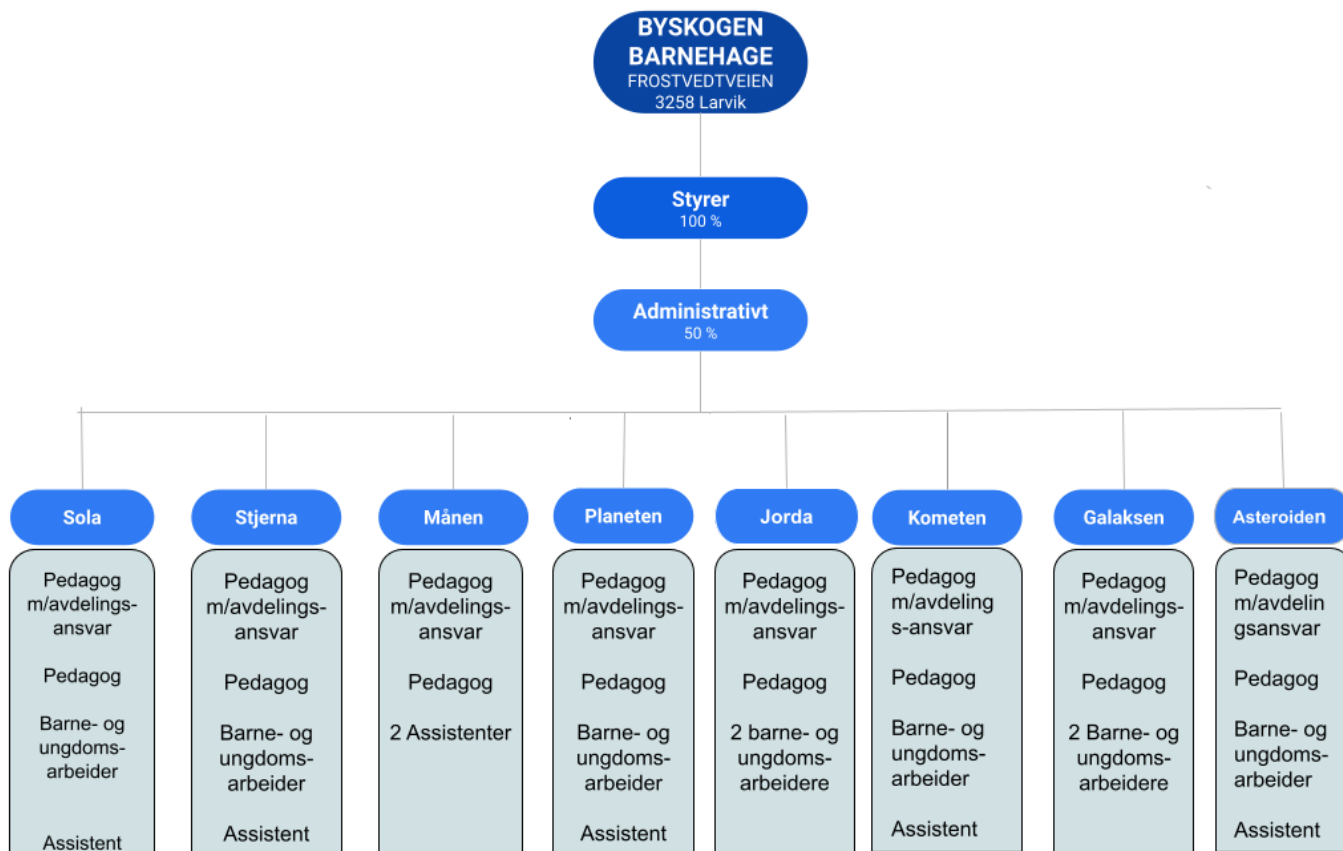 BYSKOGEN
BARNEHAGE
FROSTVEDTVEIEN
3258 Larvik
Styrer
100 %
Administrativt
50 %
Sola
Pedagog
m/avdelings-
ansvar
Pedagog
Barne- og
ungdoms-
arbeider
Assistent
Stjerna
Pedagog
m/avdelings-
ansvar
Pedagog
Barne- og
ungdoms-
arbeider
Assistent
Månen
Pedagog
m/avdelings-
ansvar
Pedagog
2 Assistenter
Planeten
Pedagog
m/avdelings-
ansvar
Pedagog
Barne- og
ungdoms-
arbeider
Assistent
Jorda
Pedagog
m/avdelings-
ansvar
Pedagog
2 barne- og
ungdoms-
arbeidere
Kometen
Pedagog
m/avdeling
s-ansvar
Pedagog
Barne- og
ungdoms-
arbeider
Assistent
Galaksen
Pedagog
m/avdelings-
ansvar
Pedagog
2 Barne- og
ungdoms-
arbeidere
Asteroiden
Pedagog
m/avdelin
gsansvar
Pedagog
Barne- og
ungdoms-
arbeider
Assistent